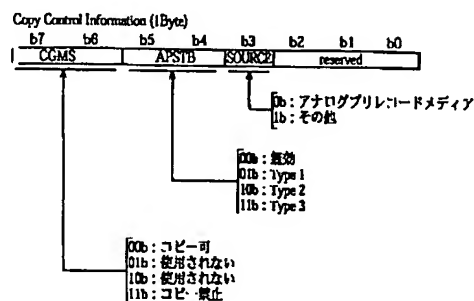 Copy Control Information (1Byte)
b7 b6 b5 b4 b3 b2 b1 b0
CGMS APSTB SOURCE reserved
0b：アナログプリレコードメディア
1b：その他
00b：無効
01b：Type 1
10b：Type 2
11b：Type 3
00b：コピー可
01b：使用されない
10b：使用されない
11b：コピー禁止